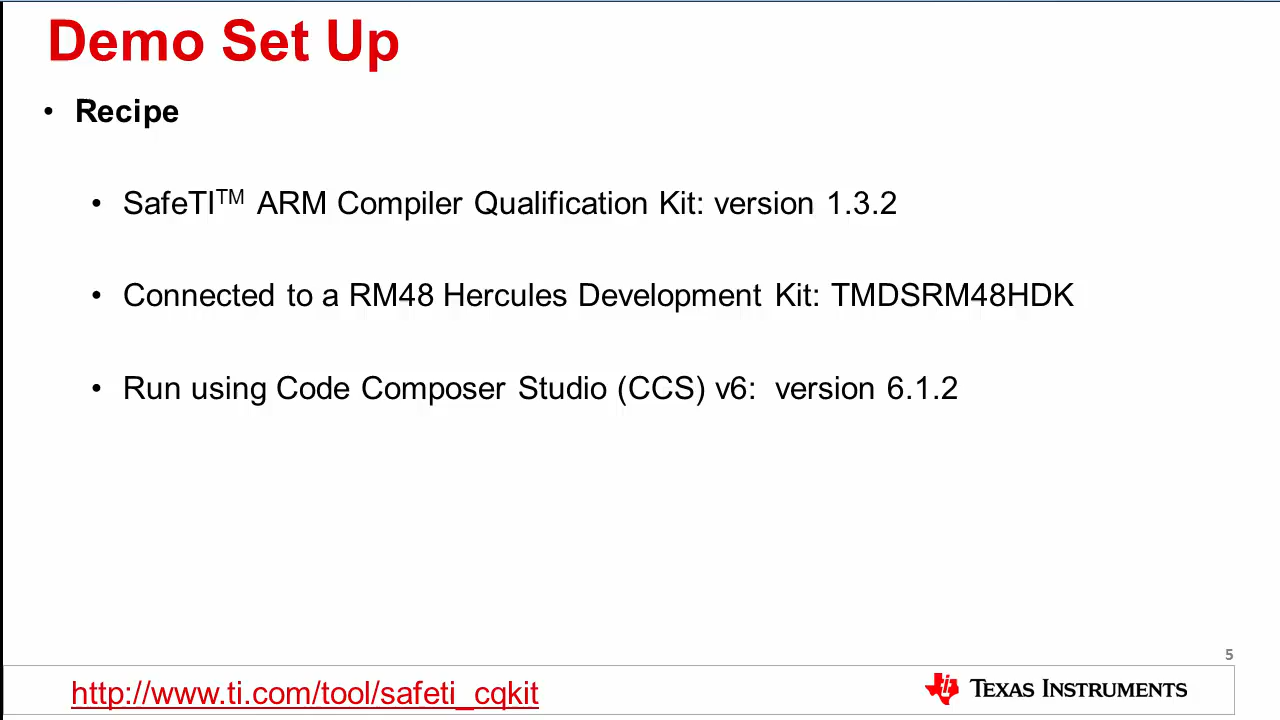 Demo Set Up
• Recipe
• SafeTI™ ARM Compiler Qualification Kit: version 1.3.2
• Connected to a RM48 Hercules Development Kit: TMDSRM48HDK
• Run using Code Composer Studio (CCS) v6:  version 6.1.2
5
http://www.ti.com/tool/safeti_cqkit
TEXAS INSTRUMENTS